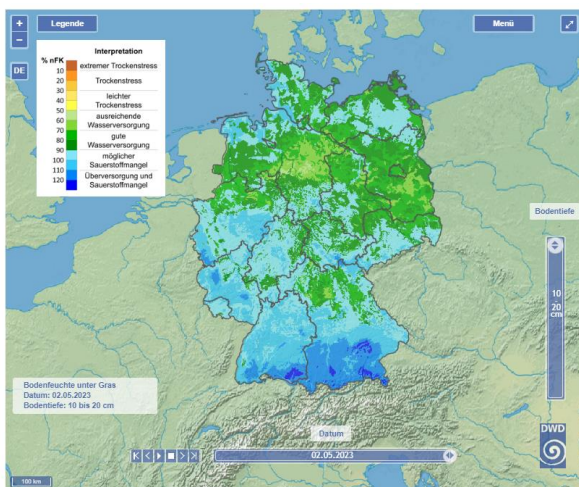 +
−
Legende
Menü
DE
Interpretation
% nFK
extremer Trockenstress
10
Trockenstress
20
30
leichter
Trockenstress
40
50
ausreichende
Wasserversorgung
60
70
gute
Wasserversorgung
80
90
möglicher
Sauerstoffmangel
100
110
Überversorgung und
Sauerstoffmangel
120
Bodentiefe
10
-
20
cm
Bodenfeuchte unter Gras
Datum: 02.05.2023
Bodentiefe: 10 bis 20 cm
Datum
02.05.2023
DWD
100 km